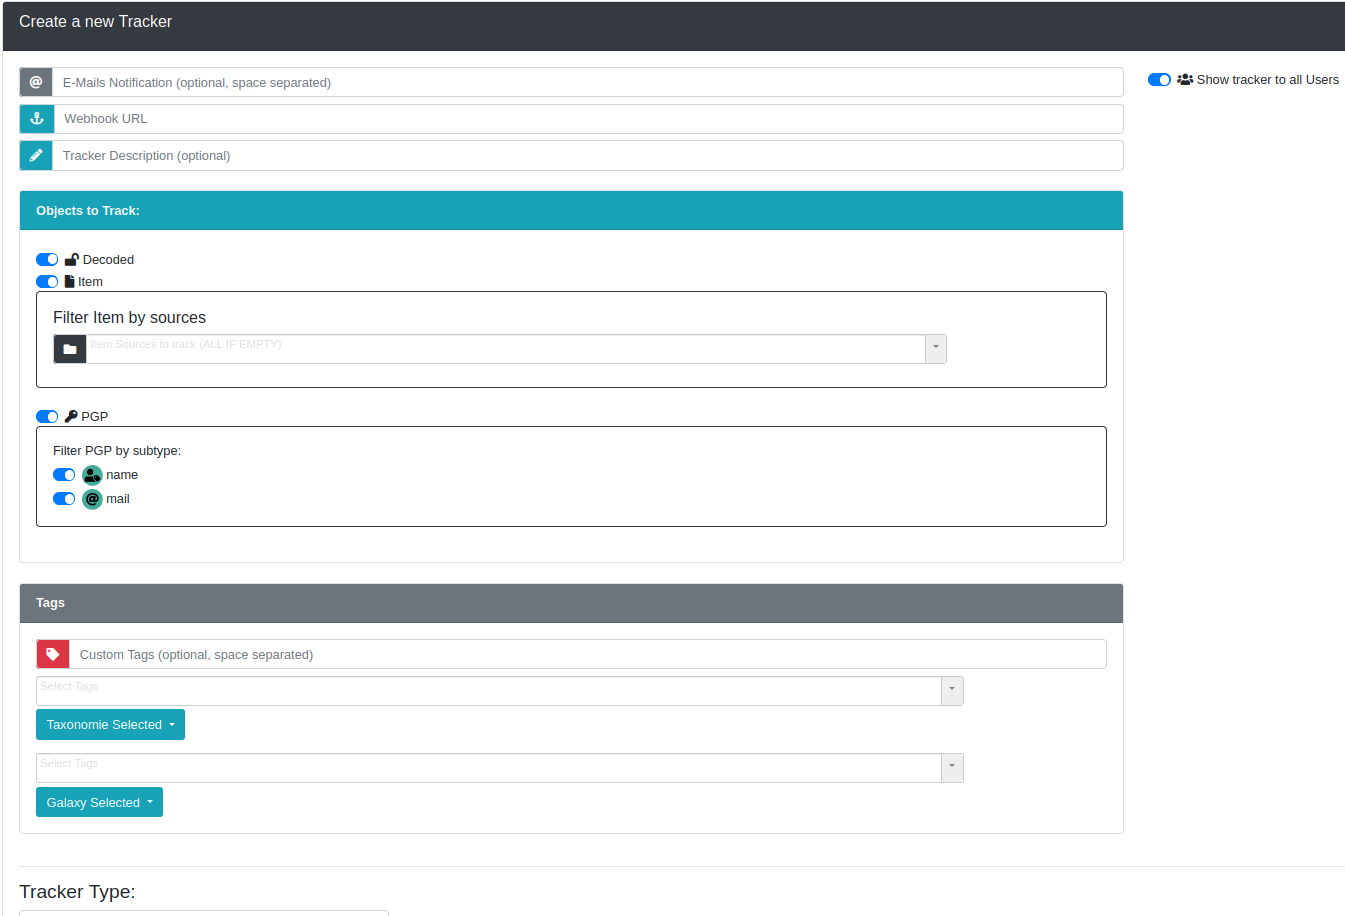 Create a new Tracker
@ E-Mails Notification (optional, space separated)
Show tracker to all Users
Webhook URL
Tracker Description (optional)
Objects to Track:
Decoded
Item
Filter Item by sources
Item Sources to track (ALL IF EMPTY)
PGP
Filter PGP by subtype:
name
@ mail
Tags
Custom Tags (optional, space separated)
Select Tags
Taxonomie Selected
Select Tags
Galaxy Selected
Tracker Type: